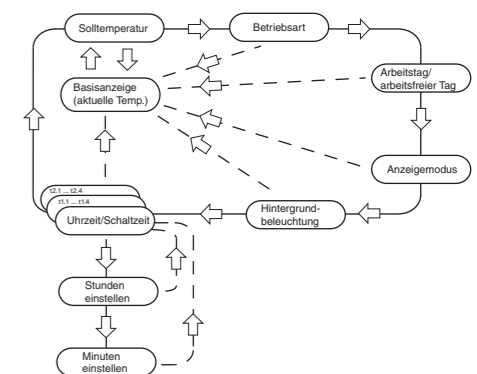 Solltemperatur
Betriebsart
Basisanzeige
(aktuelle Temp.)
Arbeitstag/
arbeitsfreier Tag
Anzeigemodus
Hintergrund-
beleuchtung
t2.1 ... t2.4
t1.1 ... t1.4
Uhrzeit/Schaltzeit
Stunden
einstellen
Minuten
einstellen